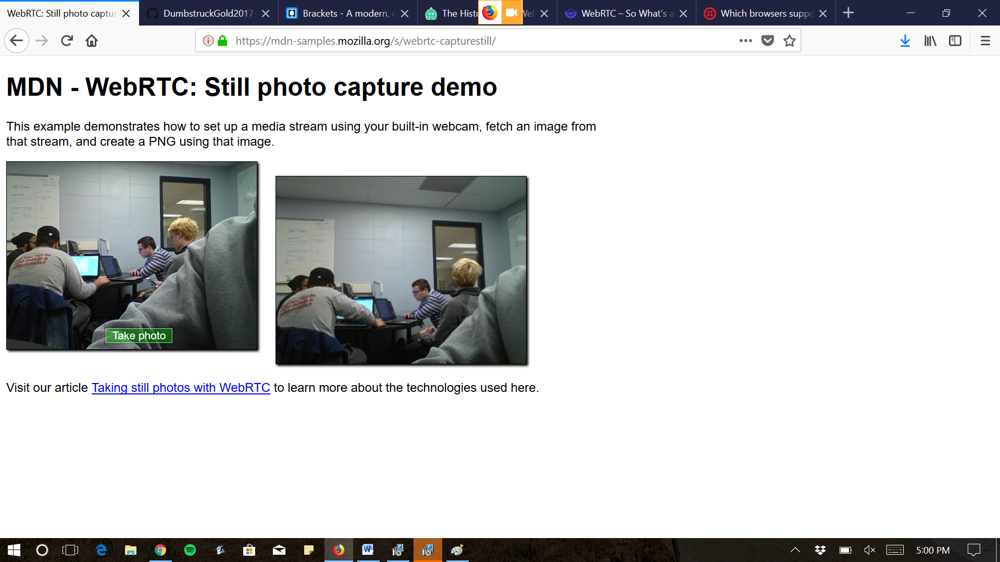 WebRTC: Still photo captur
DumbstruckGold2017-
Brackets - A modern, o
The Histo
Web
WebRTC – So What's a
Which browsers suppo
https://mdn-samples.mozilla.org/s/webrtc-capturestill/
MDN - WebRTC: Still photo capture demo
This example demonstrates how to set up a media stream using your built-in webcam, fetch an image from
that stream, and create a PNG using that image.
Take photo
Visit our article Taking still photos with WebRTC to learn more about the technologies used here.
5:00 PM